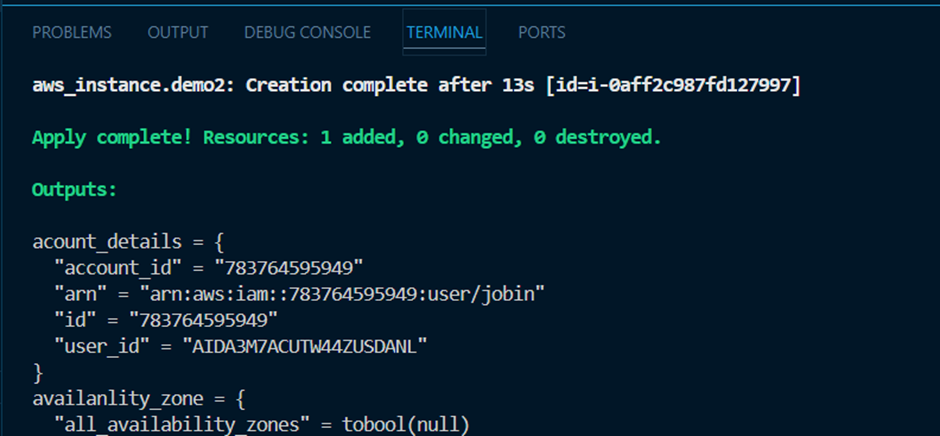 PROBLEMS OUTPUT DEBUG CONSOLE TERMINAL PORTS
aws_instance.demo2: Creation complete after 13s [id=i-0aff2c987fd127997]
Apply complete! Resources: 1 added, 0 changed, 0 destroyed.
Outputs:
acount_details = {
  "account_id" = "783764595949"
  "arn" = "arn:aws:iam::783764595949:user/jobin"
  "id" = "783764595949"
  "user_id" = "AIDA3M7ACUTW44ZUSDANL"
}
availanlity_zone = {
  "all_availability_zones" = tobool(null)